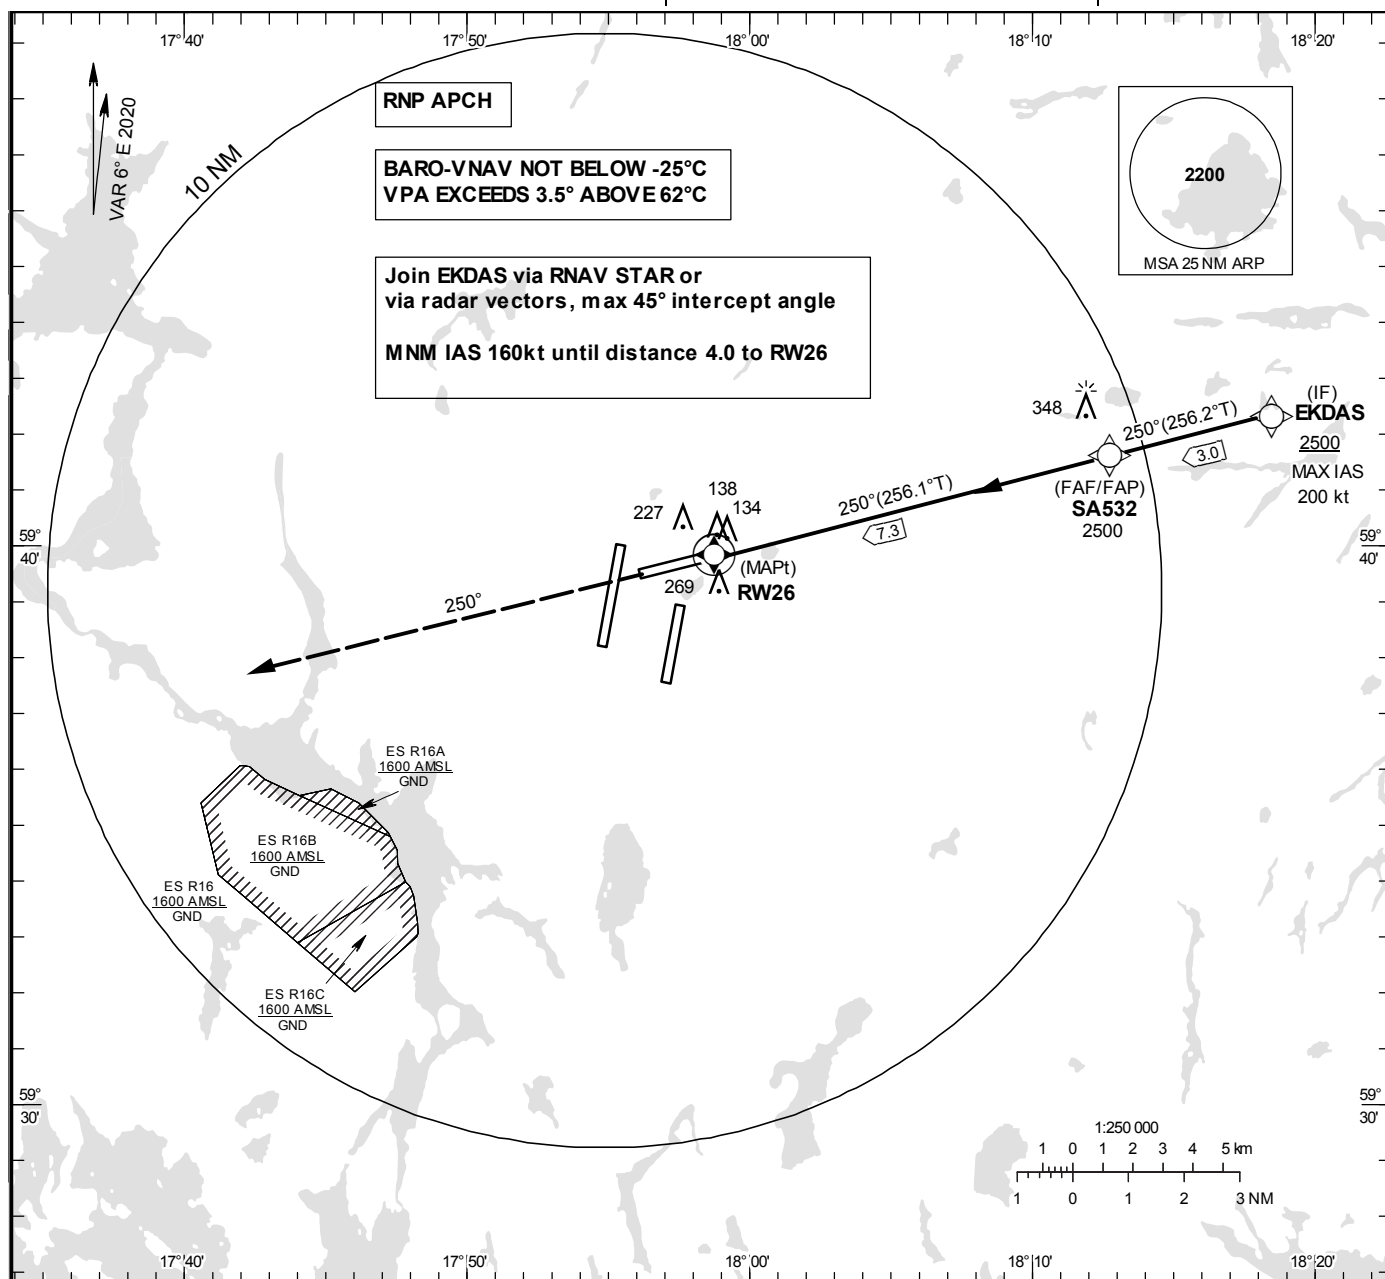 17°40'
17°50'
18°00'
18°10'
18°20'
VAR 6° E 2020
10 NM
RNP APCH
BARO-VNAV NOT BELOW -25°C
VPA EXCEEDS 3.5° ABOVE 62°C
Join EKDAS via RNAV STAR or
via radar vectors, max 45° intercept angle
MNM IAS 160kt until distance 4.0 to RW26
2200
MSA 25 NM ARP
348
250°(256.2°T)
3.0
(IF)
EKDAS
2500
MAX IAS
200 kt
(FAF/FAP)
SA532
2500
250°(256.1°T)
7.3
138
134
227
269
(MAPt)
RW26
250°
59°
40'
59°
40'
ES R16A
1600 AMSL
GND
ES R16B
1600 AMSL
GND
ES R16
1600 AMSL
GND
ES R16C
1600 AMSL
GND
59°
30'
59°
30'
1:250 000
1 0 1 2 3 4 5 km
1 0 1 2 3 NM
17°40'
17°50'
18°00'
18°10'
18°20'